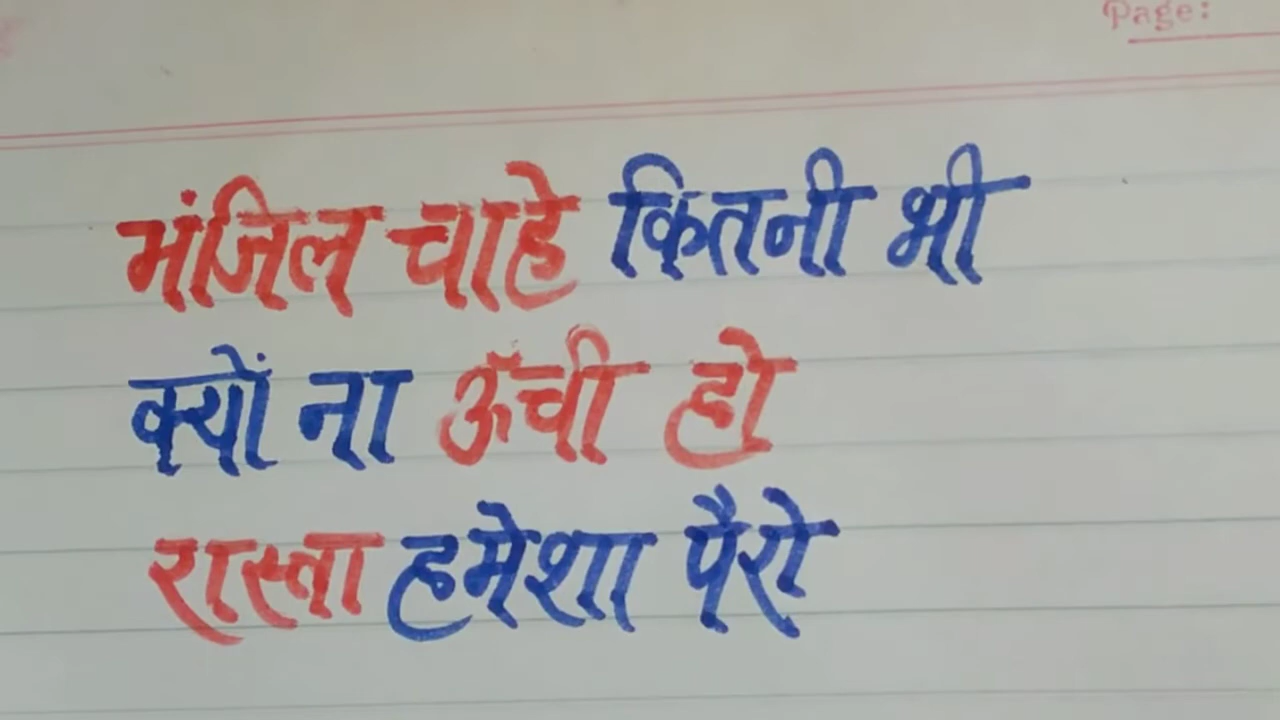 Page:
मंजिल चाहे कितनी भी
क्यों ना ऊँची हो
रास्ता हमेशा पैरो